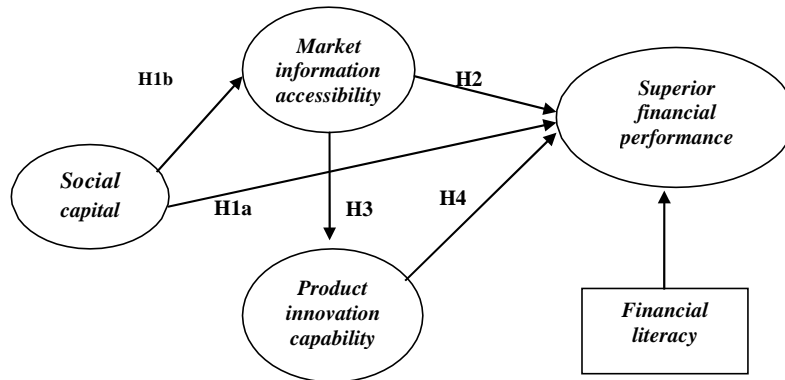 Market
information
accessibility
H1b
H2
Superior
financial
performance
Social
capital
H1a
H3
H4
Product
innovation
capability
Financial
literacy